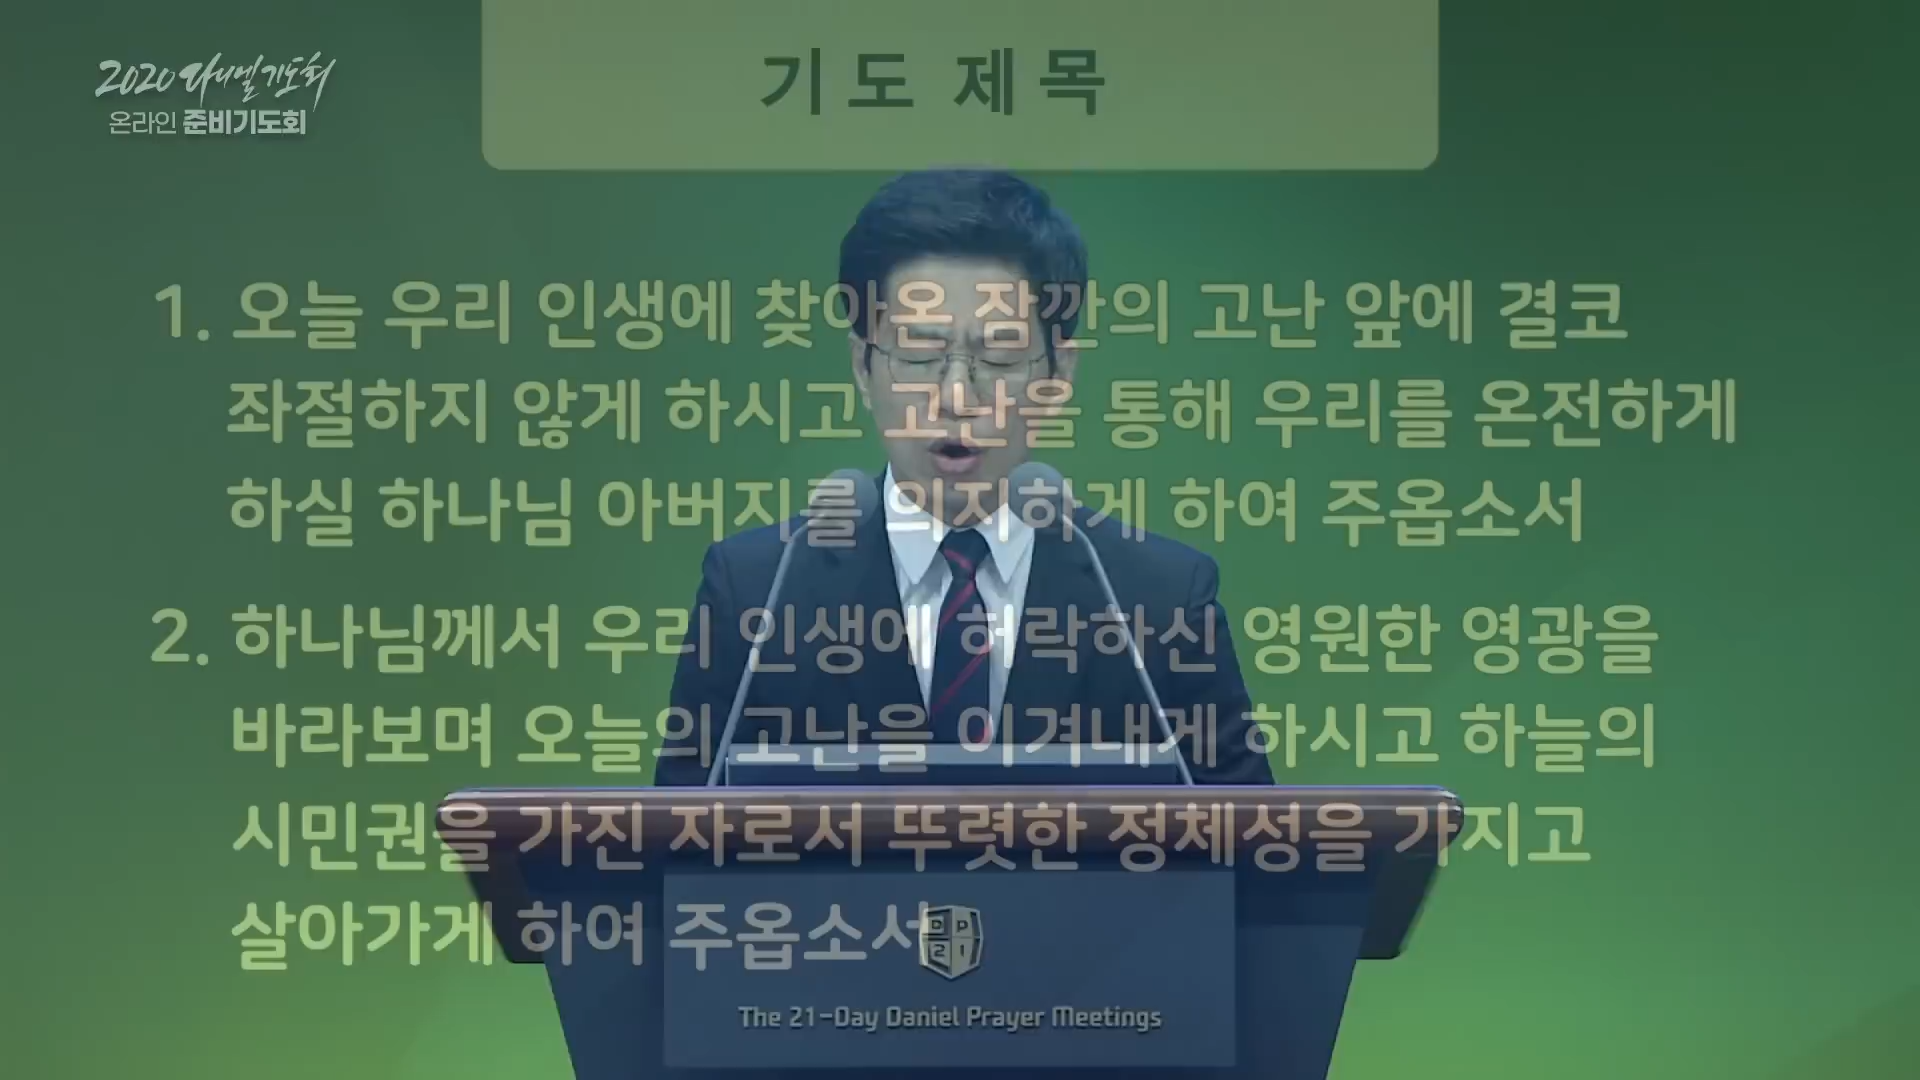 2020 다니엘기도회
온라인 준비기도회
기도 제목
1. 오늘 우리 인생에 찾아온 잠깐의 고난 앞에 결코
좌절하지 않게 하시고 고난을 통해 우리를 온전하게
하실 하나님 아버지를 의지하게 하여 주옵소서
2. 하나님께서 우리 인생에 허락하신 영원한 영광을
바라보며 오늘의 고난을 이겨내게 하시고 하늘의
시민권을 가진 자로서 뚜렷한 정체성을 가지고
살아가게 하여 주옵소서
D P
2 1
The 21-Day Daniel Prayer Meetings